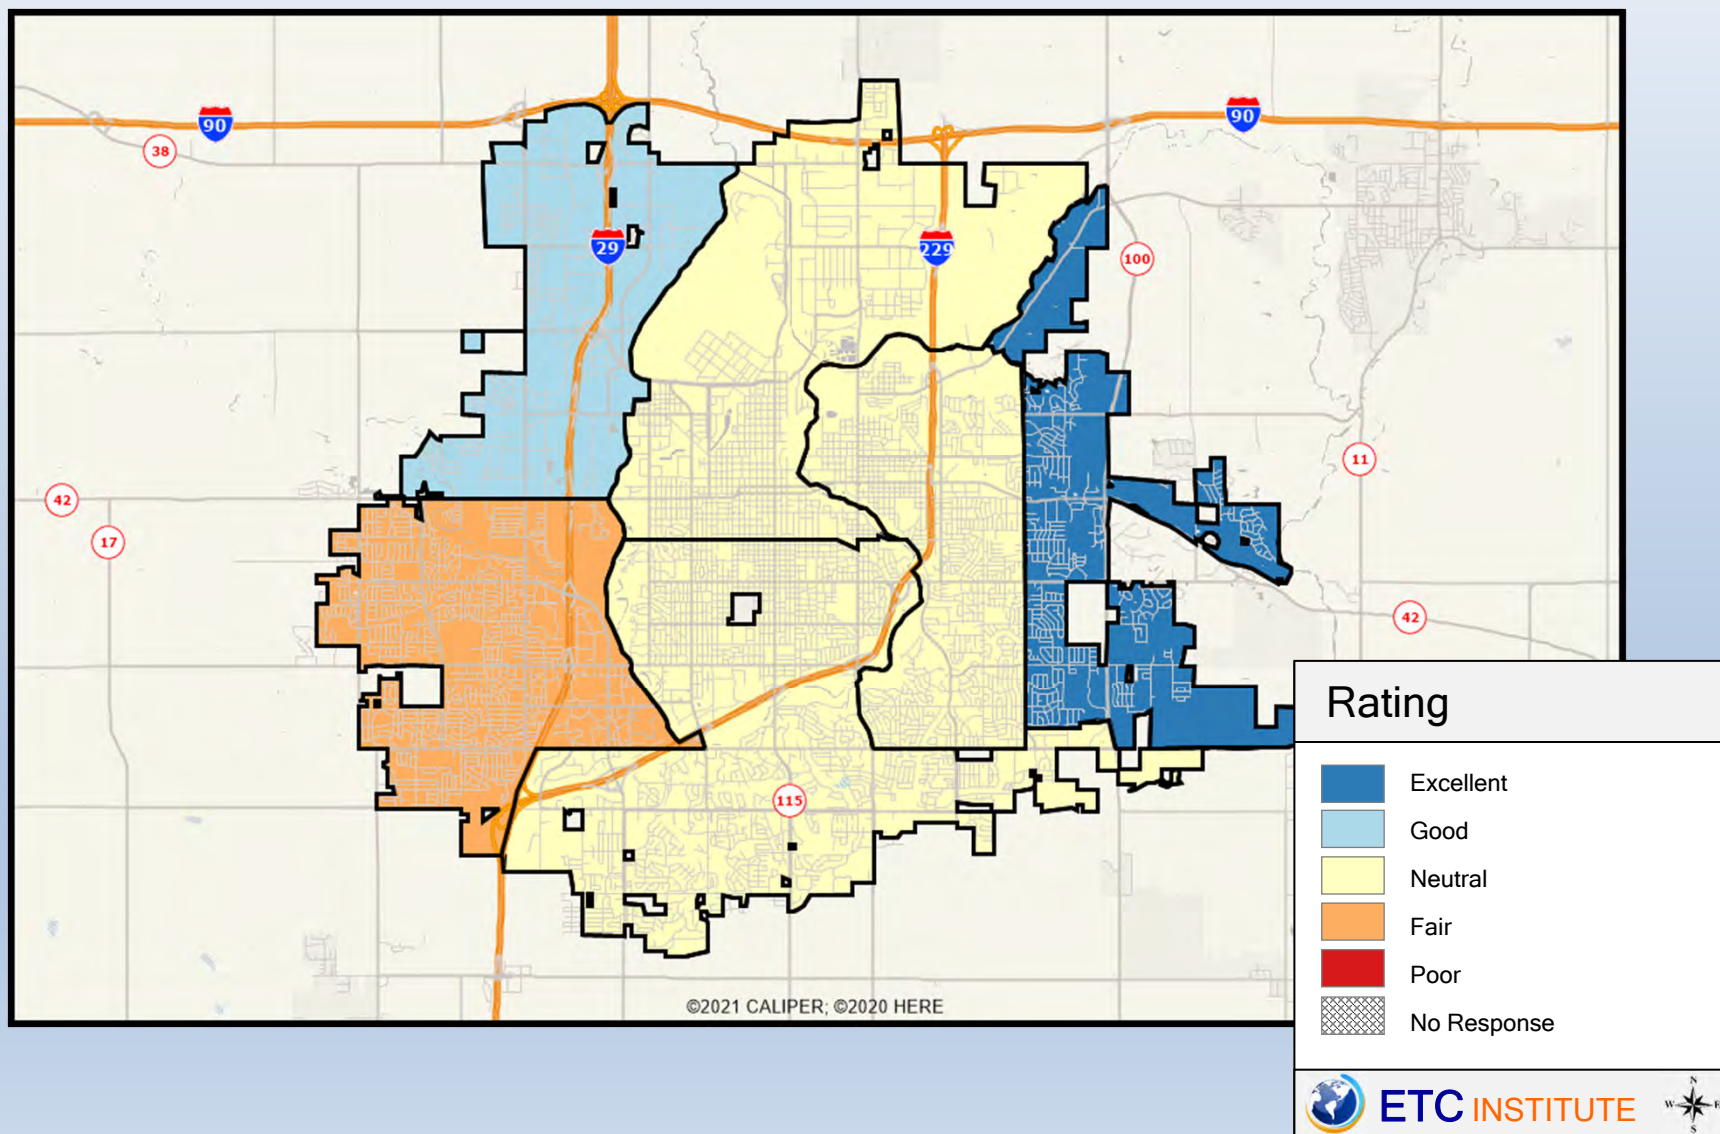 90
90
38
29
229
100
11
42
17
42
115
©2021 CALIPER; ©2020 HERE
Rating
Excellent
Good
Neutral
Fair
Poor
No Response
ETC INSTITUTE
N
W E
S